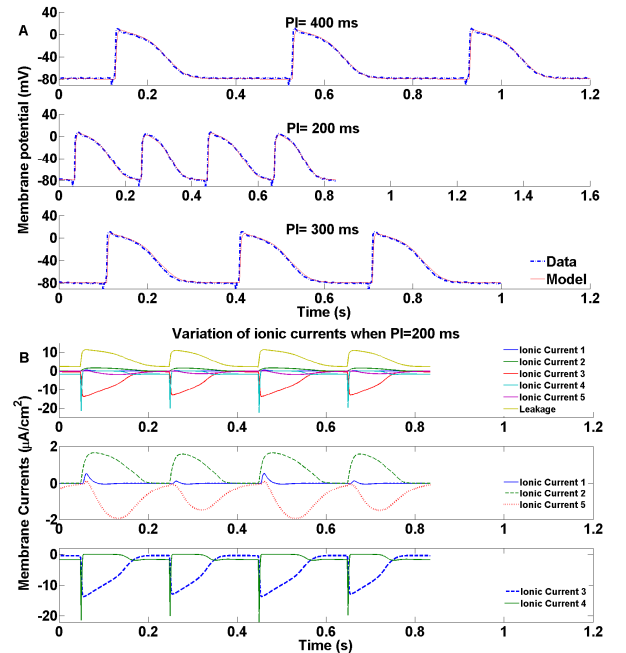 A
PI= 400 ms
40
0
-40
-80
0 0.2 0.4 0.6 0.8 1 1.2
PI= 200 ms
40
0
-40
-80
0 0.2 0.4 0.6 0.8 1 1.2 1.4 1.6
Membrane potential (mV)
PI= 300 ms
40
0
-40
-80
0 0.2 0.4 0.6 0.8 1 1.2
Data
Model
Time (s)
Variation of ionic currents when PI=200 ms
B
10
0
-10
-20
0 0.2 0.4 0.6 0.8 1 1.2
Ionic Current 1
Ionic Current 2
Ionic Current 3
Ionic Current 4
Ionic Current 5
Leakage
Membrane Currents (μA/cm²)
2
0
-2
0 0.2 0.4 0.6 0.8 1 1.2
Ionic Current 1
Ionic Current 2
Ionic Current 5
0
-10
-20
0 0.2 0.4 0.6 0.8 1 1.2
Ionic Current 3
Ionic Current 4
Time (s)